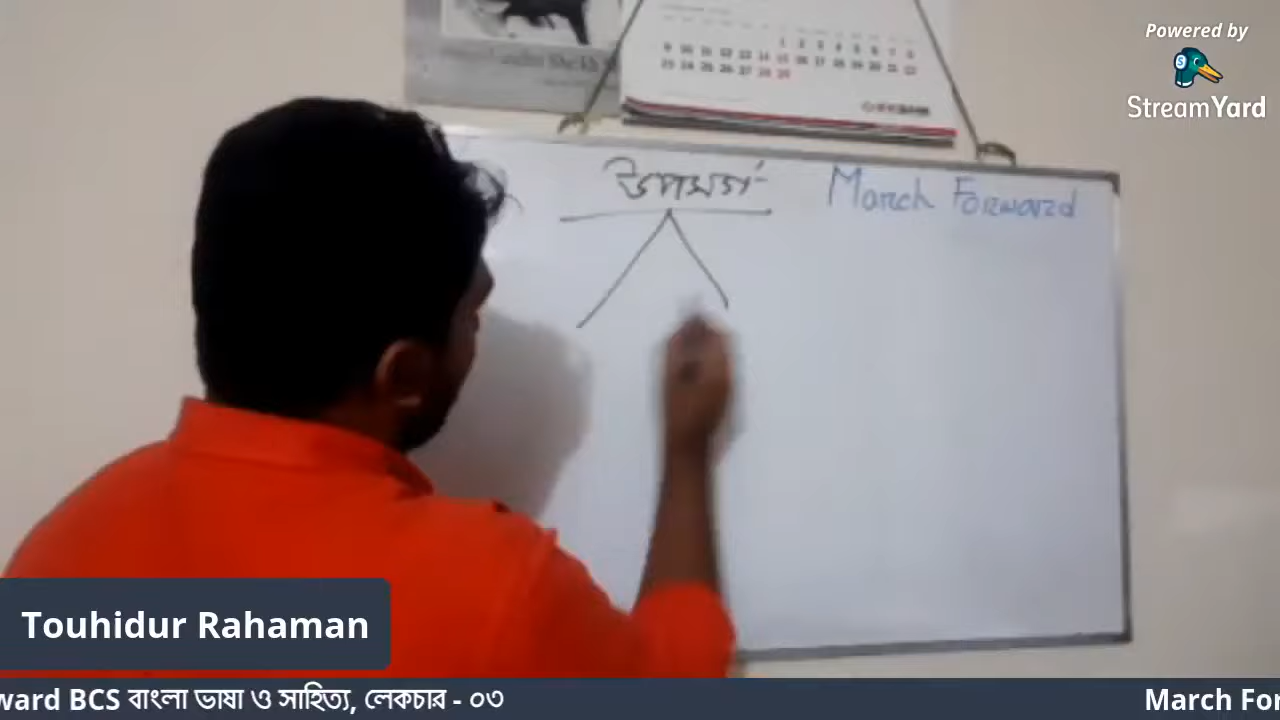 Powered by
StreamYard
উপসর্গ
March Forward
Touhidur Rahaman
ward BCS বাংলা ভাষা ও সাহিত্য, লেকচার - ০৩
March For